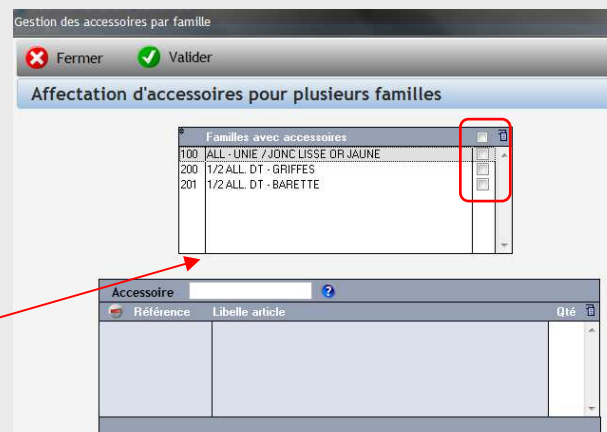 Gestion des accessoires par famille
Fermer Valider
Affectation d'accessoires pour plusieurs familles
Familles avec accessoires
100 ALL - UNIE / JONC LISSE OR JAUNE
200 1/2 ALL. DT - GRIFFES
201 1/2 ALL. DT - BARETTE
Accessoire ?
Référence Libelle article Qté